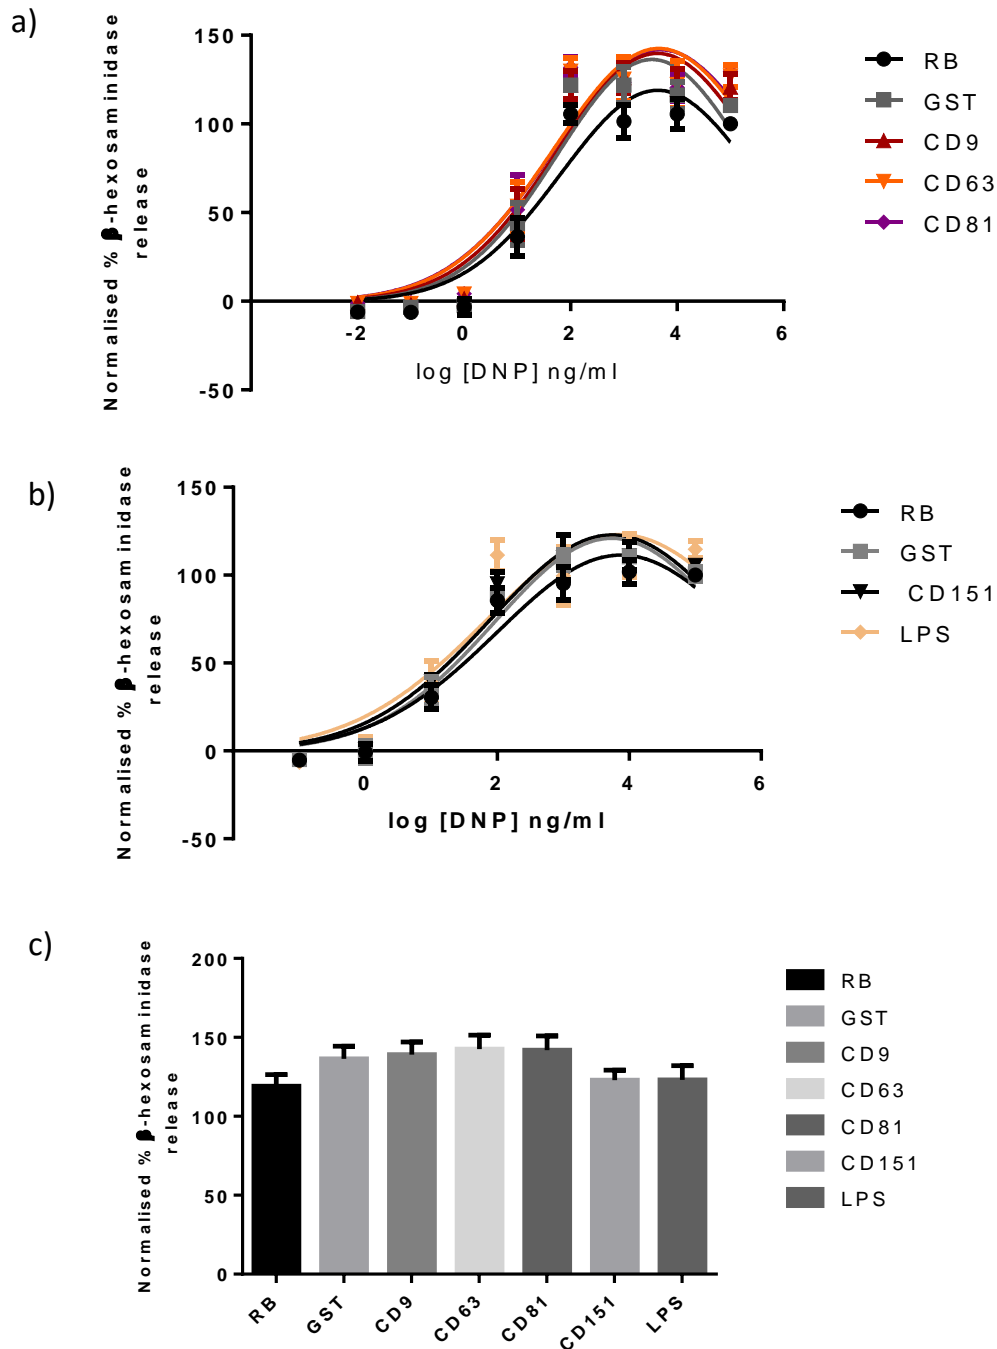 a)
Normalised % β-hexosaminidase
release
150
100
50
0
-50
-2
0
2
4
6
log [DNP] ng/ml
RB
GST
CD9
CD63
CD81
b)
Normalised % β-hexosaminidase
release
150
100
50
0
-50
0
2
4
6
log [DNP] ng/ml
RB
GST
CD151
LPS
c)
Normalised % β-hexosaminidase
release
200
150
100
50
0
RB
GST
CD9
CD63
CD81
CD151
LPS
RB
GST
CD9
CD63
CD81
CD151
LPS